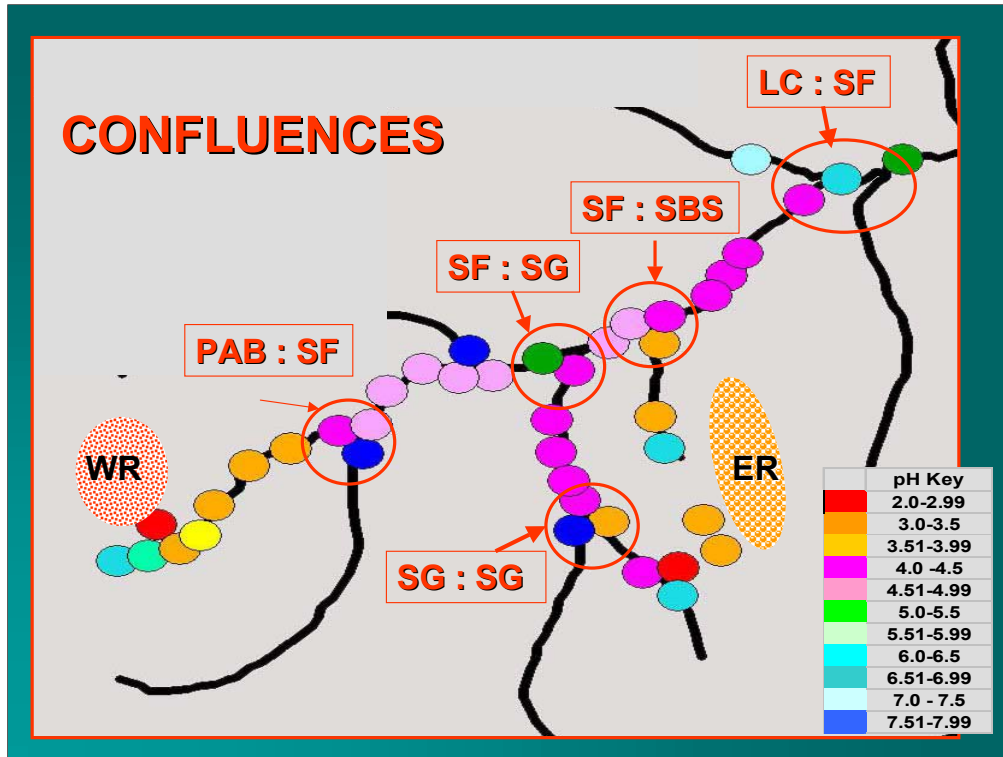 CONFLUENCES
LC : SF
SF : SBS
SF : SG
PAB : SF
WR
ER
SG : SG
pH Key
2.0-2.99
3.0-3.5
3.51-3.99
4.0 -4.5
4.51-4.99
5.0-5.5
5.51-5.99
6.0-6.5
6.51-6.99
7.0 - 7.5
7.51-7.99